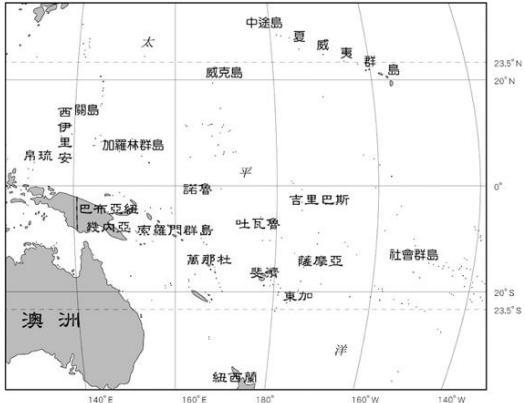 中途島
夏威夷群島
太
23.5°N
20°N
威克島
關島
西伊里安
加羅林群島
帛琉
平
諾魯
0°
吉里巴斯
巴布亞紐
幾內亞
索羅門群島
吐瓦魯
萬那杜
薩摩亞
社會群島
斐濟
東加
20°S
23.5°S
澳洲
洋
紐西蘭
140°E
160°E
180°
160°W
140°W